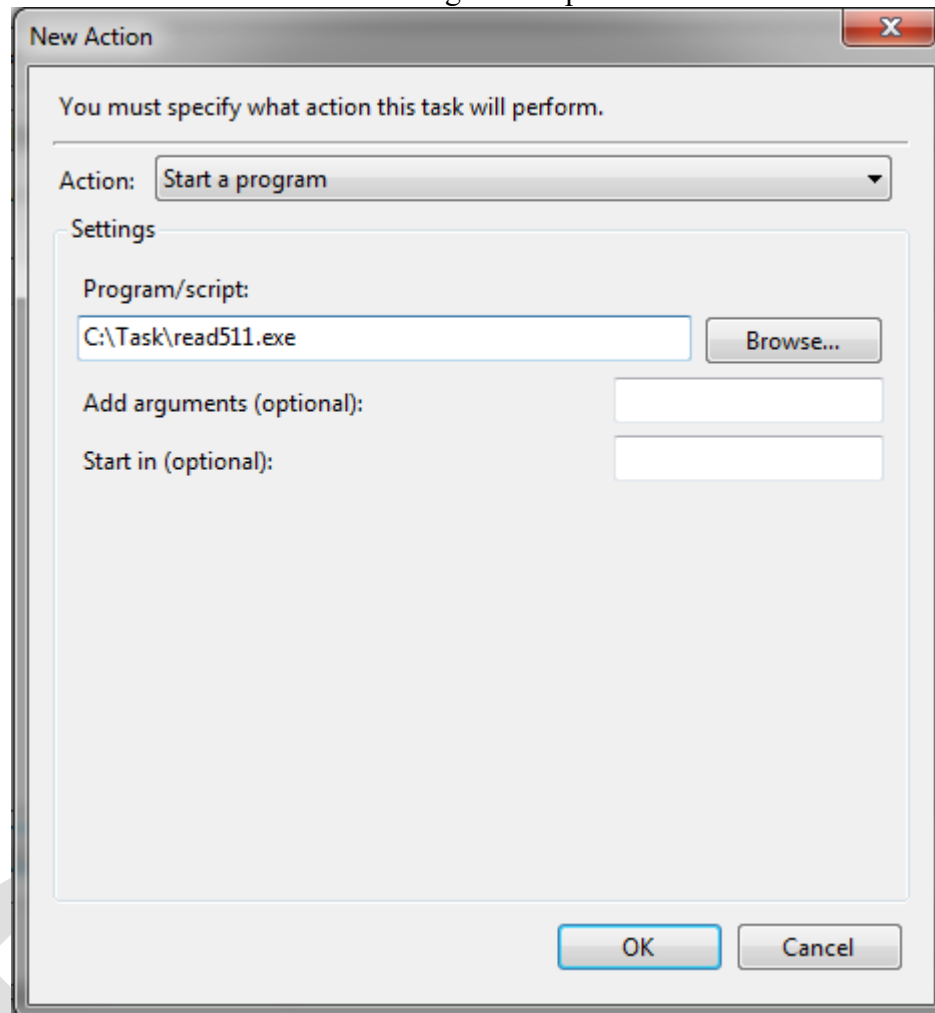 New Action
You must specify what action this task will perform.
Action: Start a program
Settings
Program/script:
C:\Task\read511.exe Browse...
Add arguments (optional):
Start in (optional):
OK Cancel